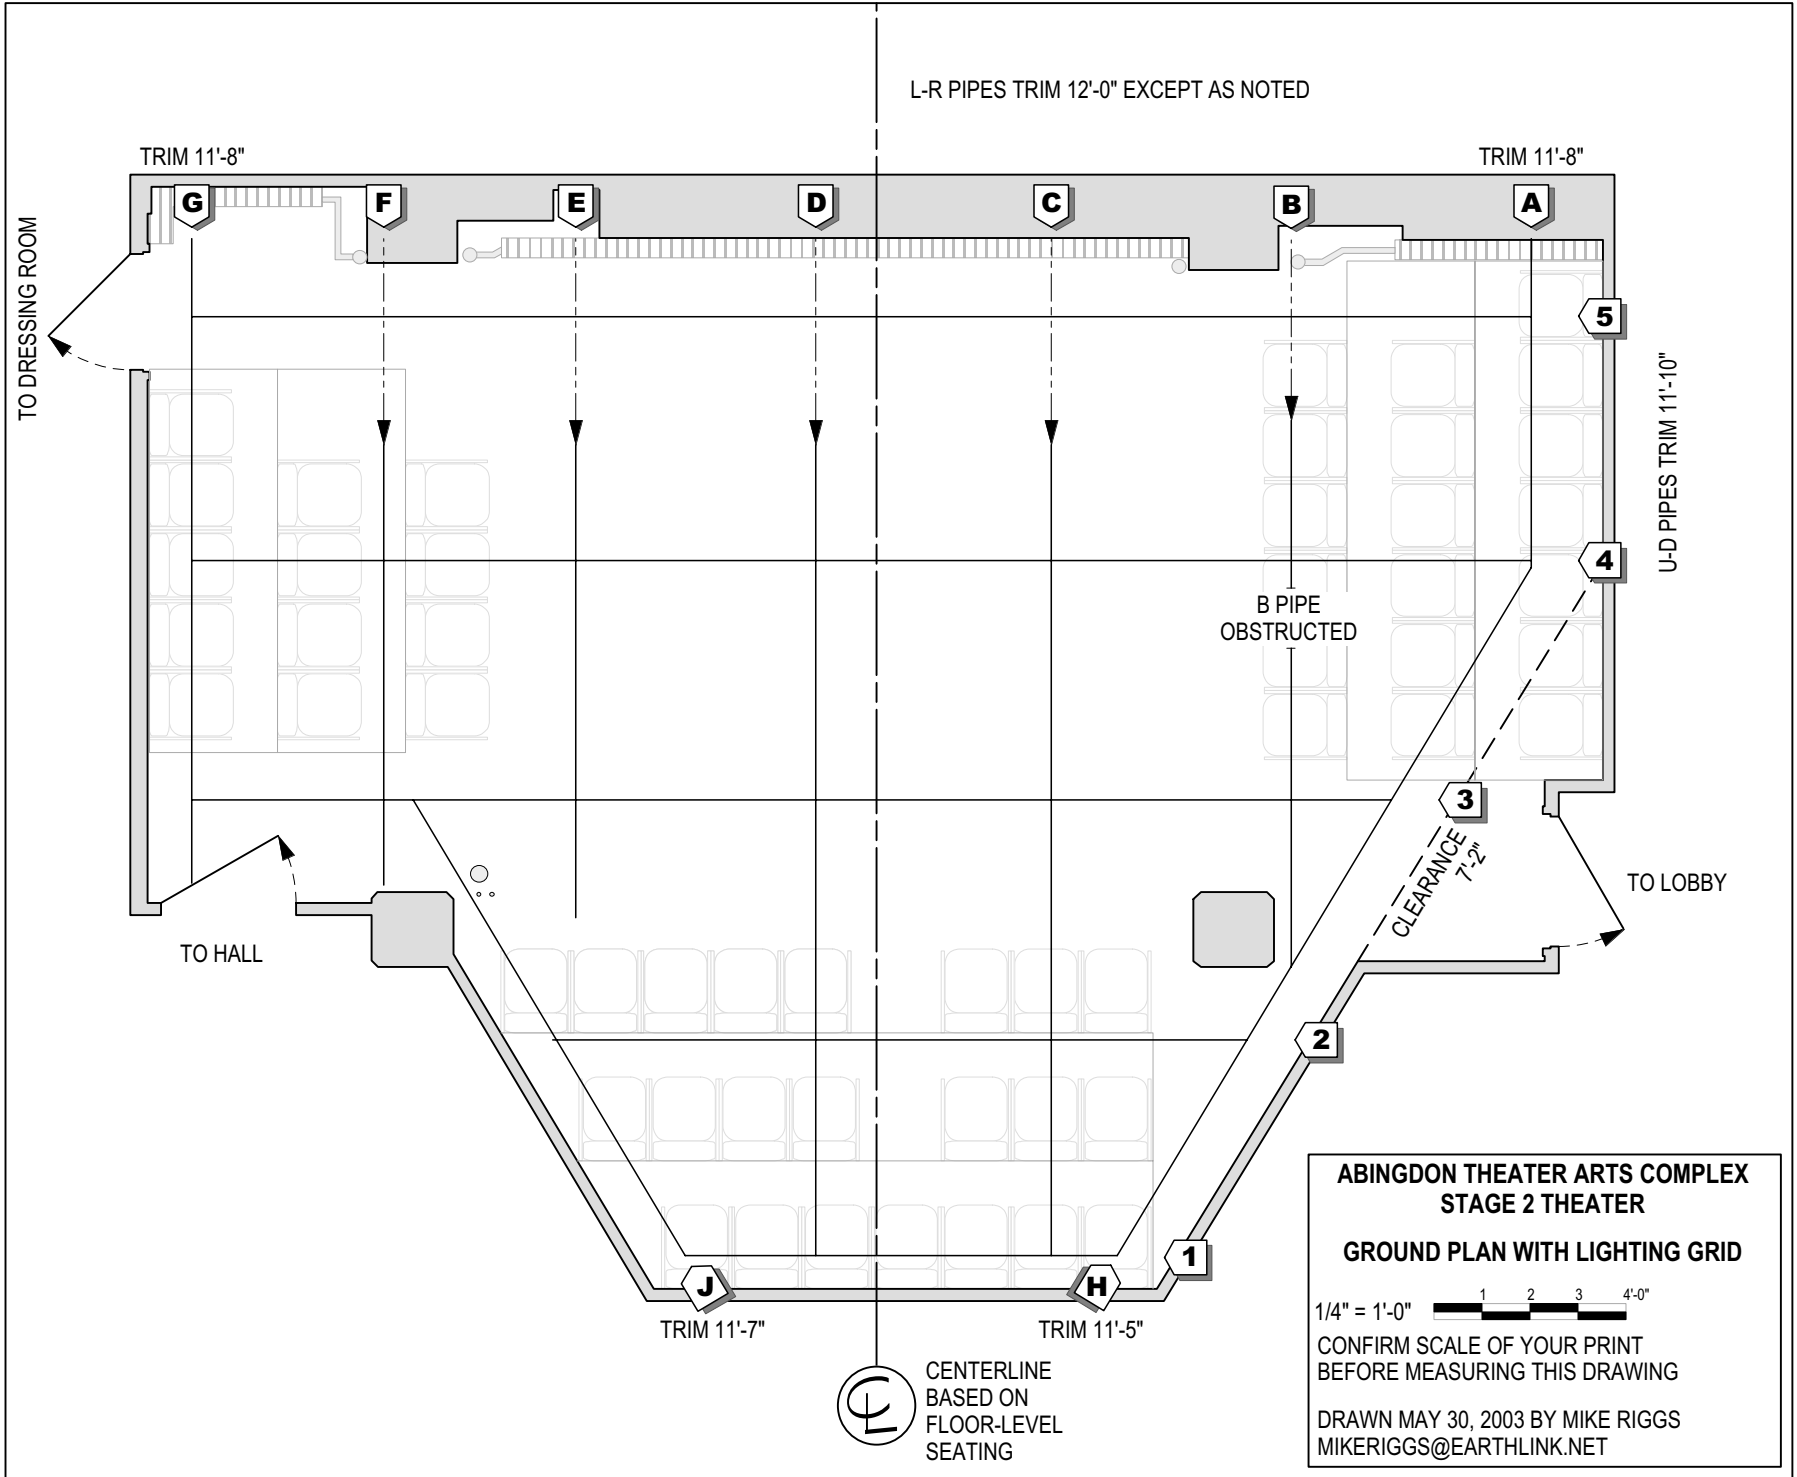 L-R PIPES TRIM 12'-0" EXCEPT AS NOTED
TRIM 11'-8"
TRIM 11'-8"
G
F
E
D
C
B
A
TO DRESSING ROOM
5
U-D PIPES TRIM 11'-10"
4
B PIPE
OBSTRUCTED
3
CLEARANCE
7'-2"
TO LOBBY
TO HALL
2
1
J
H
TRIM 11'-7"
TRIM 11'-5"
CL
CENTERLINE
BASED ON
FLOOR-LEVEL
SEATING
ABINGDON THEATER ARTS COMPLEX
STAGE 2 THEATER
GROUND PLAN WITH LIGHTING GRID
1 2 3 4'-0"
1/4" = 1'-0"
CONFIRM SCALE OF YOUR PRINT
BEFORE MEASURING THIS DRAWING
DRAWN MAY 30, 2003 BY MIKE RIGGS
MIKERIGGS@EARTHLINK.NET